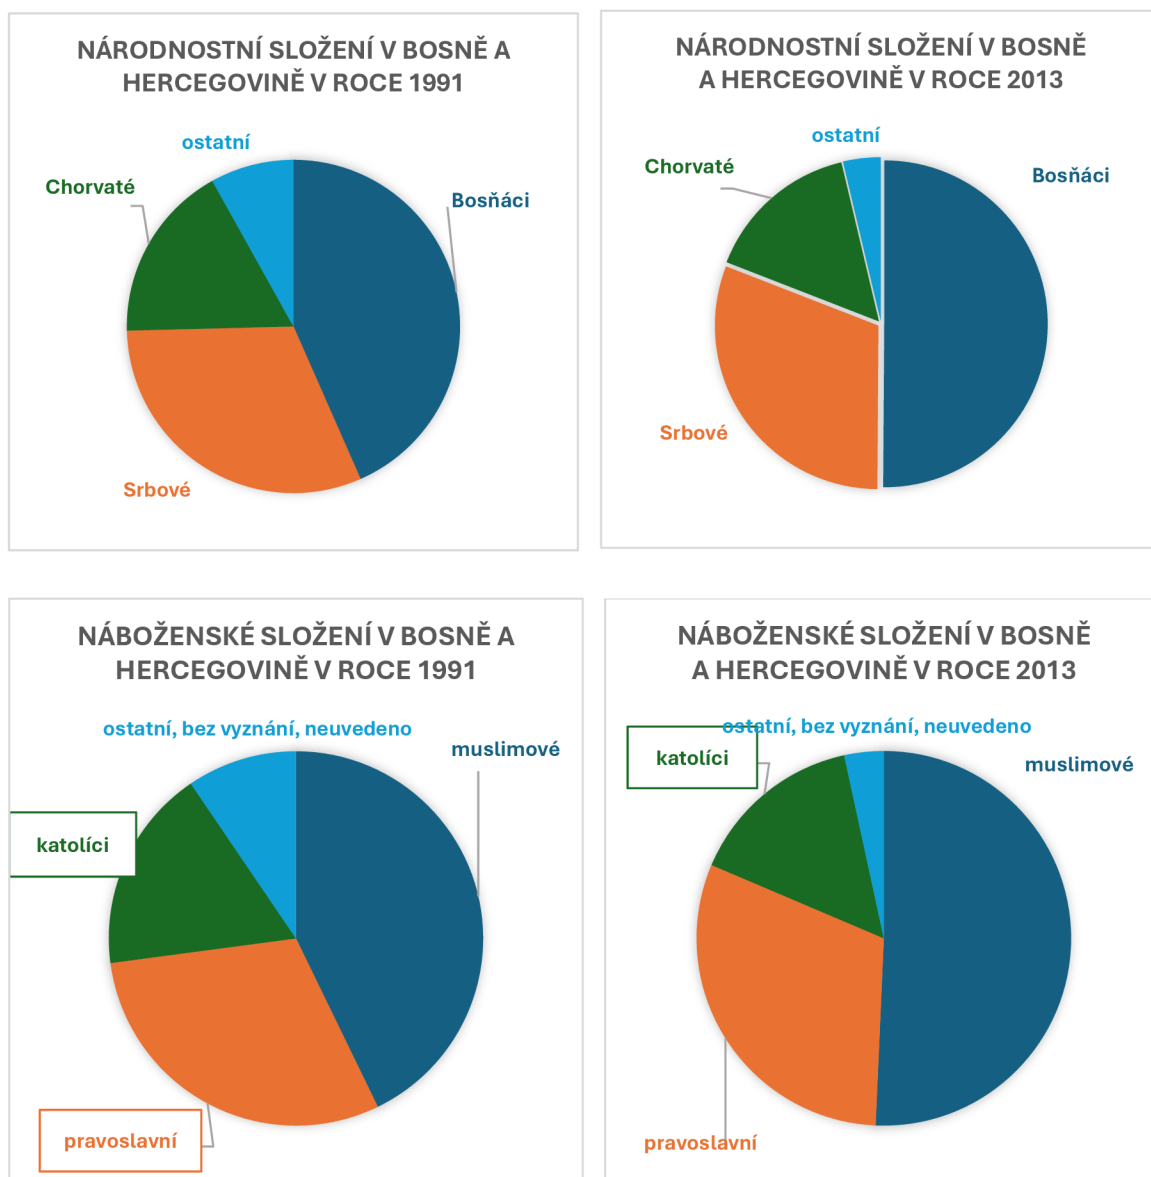 NÁRODNOSTNÍ SLOŽENÍ V BOSNĚ A
HERCEGOVINĚ V ROCE 1991
ostatní
Chorvaté
Bosňáci
Srbové
NÁRODNOSTNÍ SLOŽENÍ V BOSNĚ
A HERCEGOVINĚ V ROCE 2013
ostatní
Chorvaté
Bosňáci
Srbové
NÁBOŽENSKÉ SLOŽENÍ V BOSNĚ A
HERCEGOVINĚ V ROCE 1991
ostatní, bez vyznání, neuvedeno
muslimové
katolíci
pravoslavní
NÁBOŽENSKÉ SLOŽENÍ V BOSNĚ
A HERCEGOVINĚ V ROCE 2013
ostatní, bez vyznání, neuvedeno
katolíci
muslimové
pravoslavní